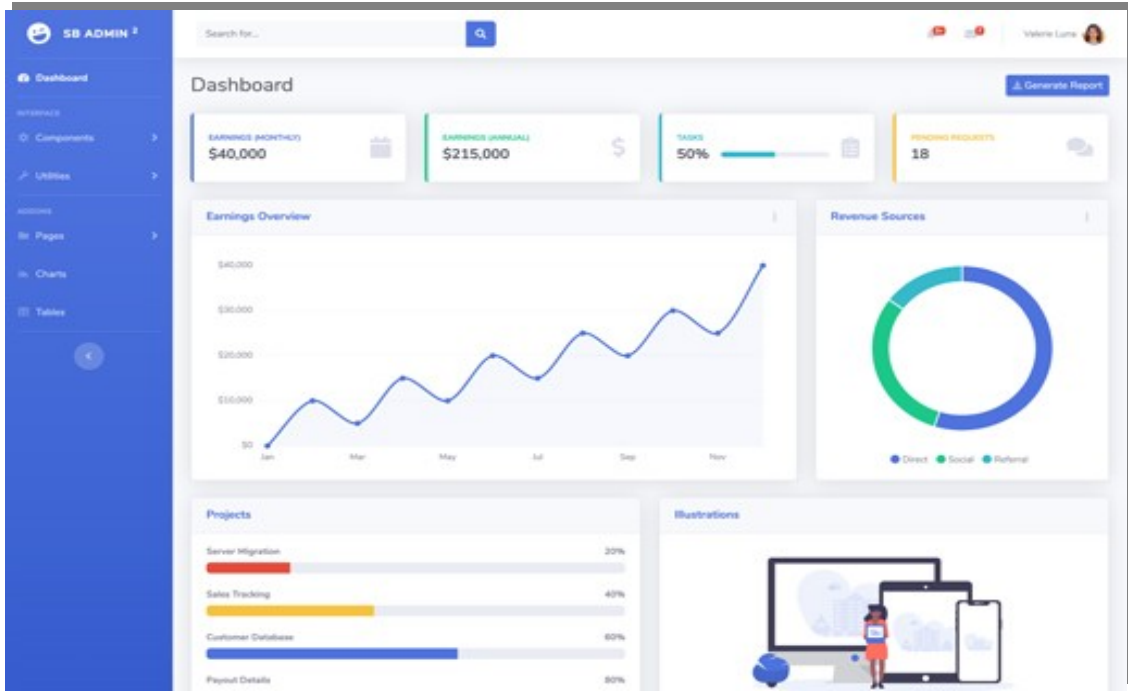 SB ADMIN 2
Search for...
Valerie Luna
Dashboard
INTERFACE
Components
Utilities
ADDONS
Pages
Charts
Tables
Dashboard
Generate Report
EARNINGS (MONTHLY)
$40,000
EARNINGS (ANNUAL)
$215,000
TASKS
50%
PENDING REQUESTS
18
Earnings Overview
$40,000
$30,000
$20,000
$10,000
$0
Jan Mar May Jul Sep Nov
Revenue Sources
Direct Social Referral
Projects
Server Migration 20%
Sales Tracking 40%
Customer Database 60%
Payout Details 80%
Illustrations